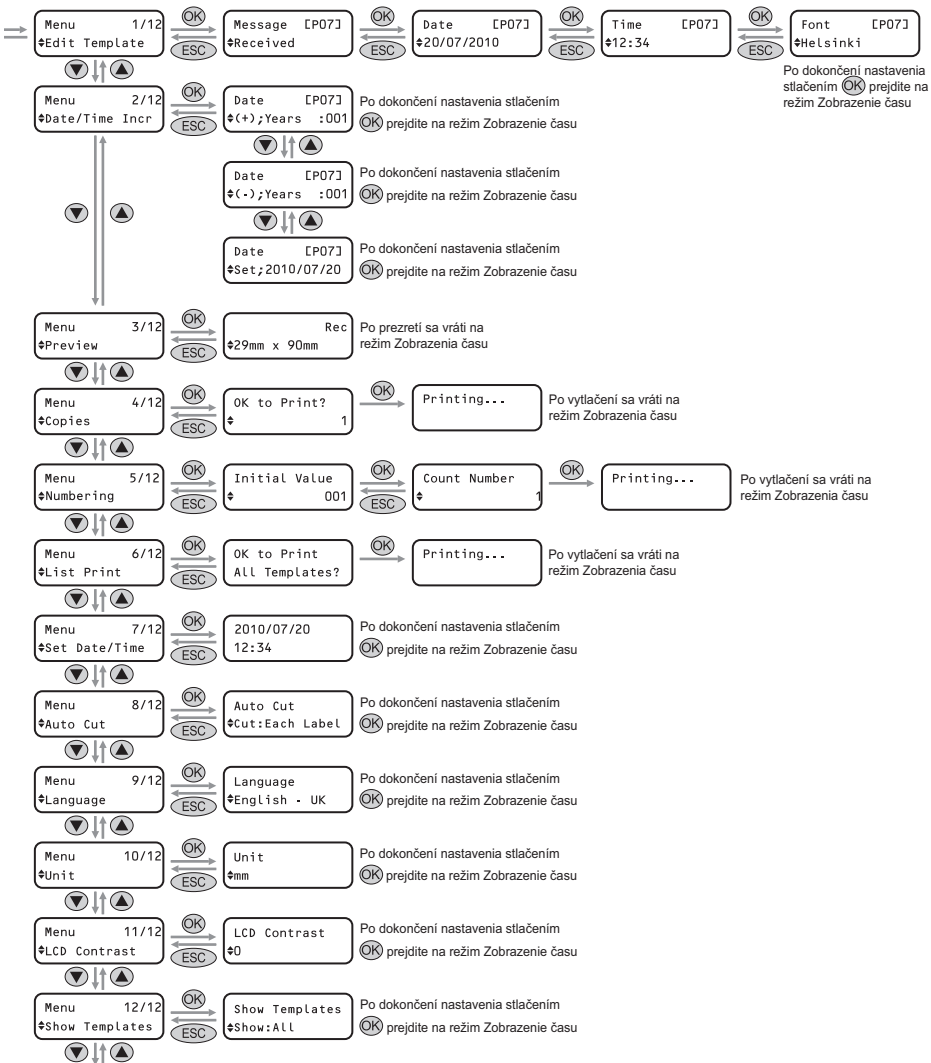 Menu 1/12
Edit Template
OK
ESC
Message [P07]
Received
OK
ESC
Date [P07]
20/07/2010
OK
ESC
Time [P07]
12:34
OK
ESC
Font [P07]
Helsinki
Po dokončení nastavenia
stlačením OK prejdite na
režim Zobrazenie času
Menu 2/12
Date/Time Incr
OK
ESC
Date [P07]
(+);Years :001
Po dokončení nastavenia stlačením
OK prejdite na režim Zobrazenie času
Date [P07]
(-);Years :001
Po dokončení nastavenia stlačením
OK prejdite na režim Zobrazenie času
Date [P07]
Set;2010/07/20
Po dokončení nastavenia stlačením
OK prejdite na režim Zobrazenie času
Menu 3/12
Preview
OK
ESC
Rec
29mm x 90mm
Po prezretí sa vráti na
režim Zobrazenia času
Menu 4/12
Copies
OK
ESC
OK to Print?
1
OK
Printing...
Po vytlačení sa vráti na
režim Zobrazenia času
Menu 5/12
Numbering
OK
ESC
Initial Value
001
OK
ESC
Count Number
1
OK
Printing...
Po vytlačení sa vráti na
režim Zobrazenia času
Menu 6/12
List Print
OK
ESC
OK to Print
All Templates?
OK
Printing...
Po vytlačení sa vráti na
režim Zobrazenia času
Menu 7/12
Set Date/Time
OK
ESC
2010/07/20
12:34
Po dokončení nastavenia stlačením
OK prejdite na režim Zobrazenie času
Menu 8/12
Auto Cut
OK
ESC
Auto Cut
Cut:Each Label
Po dokončení nastavenia stlačením
OK prejdite na režim Zobrazenie času
Menu 9/12
Language
OK
ESC
Language
English - UK
Po dokončení nastavenia stlačením
OK prejdite na režim Zobrazenie času
Menu 10/12
Unit
OK
ESC
Unit
mm
Po dokončení nastavenia stlačením
OK prejdite na režim Zobrazenie času
Menu 11/12
LCD Contrast
OK
ESC
LCD Contrast
0
Po dokončení nastavenia stlačením
OK prejdite na režim Zobrazenie času
Menu 12/12
Show Templates
OK
ESC
Show Templates
Show:All
Po dokončení nastavenia stlačením
OK prejdite na režim Zobrazenie času